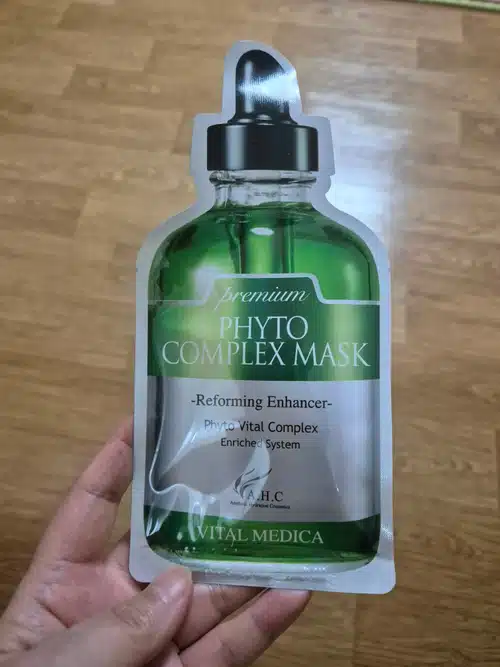 premium
PHYTO
COMPLEX MASK
-Reforming Enhancer-
Phyto Vital Complex
Enriched System
A.H.C
VITAL MEDICA